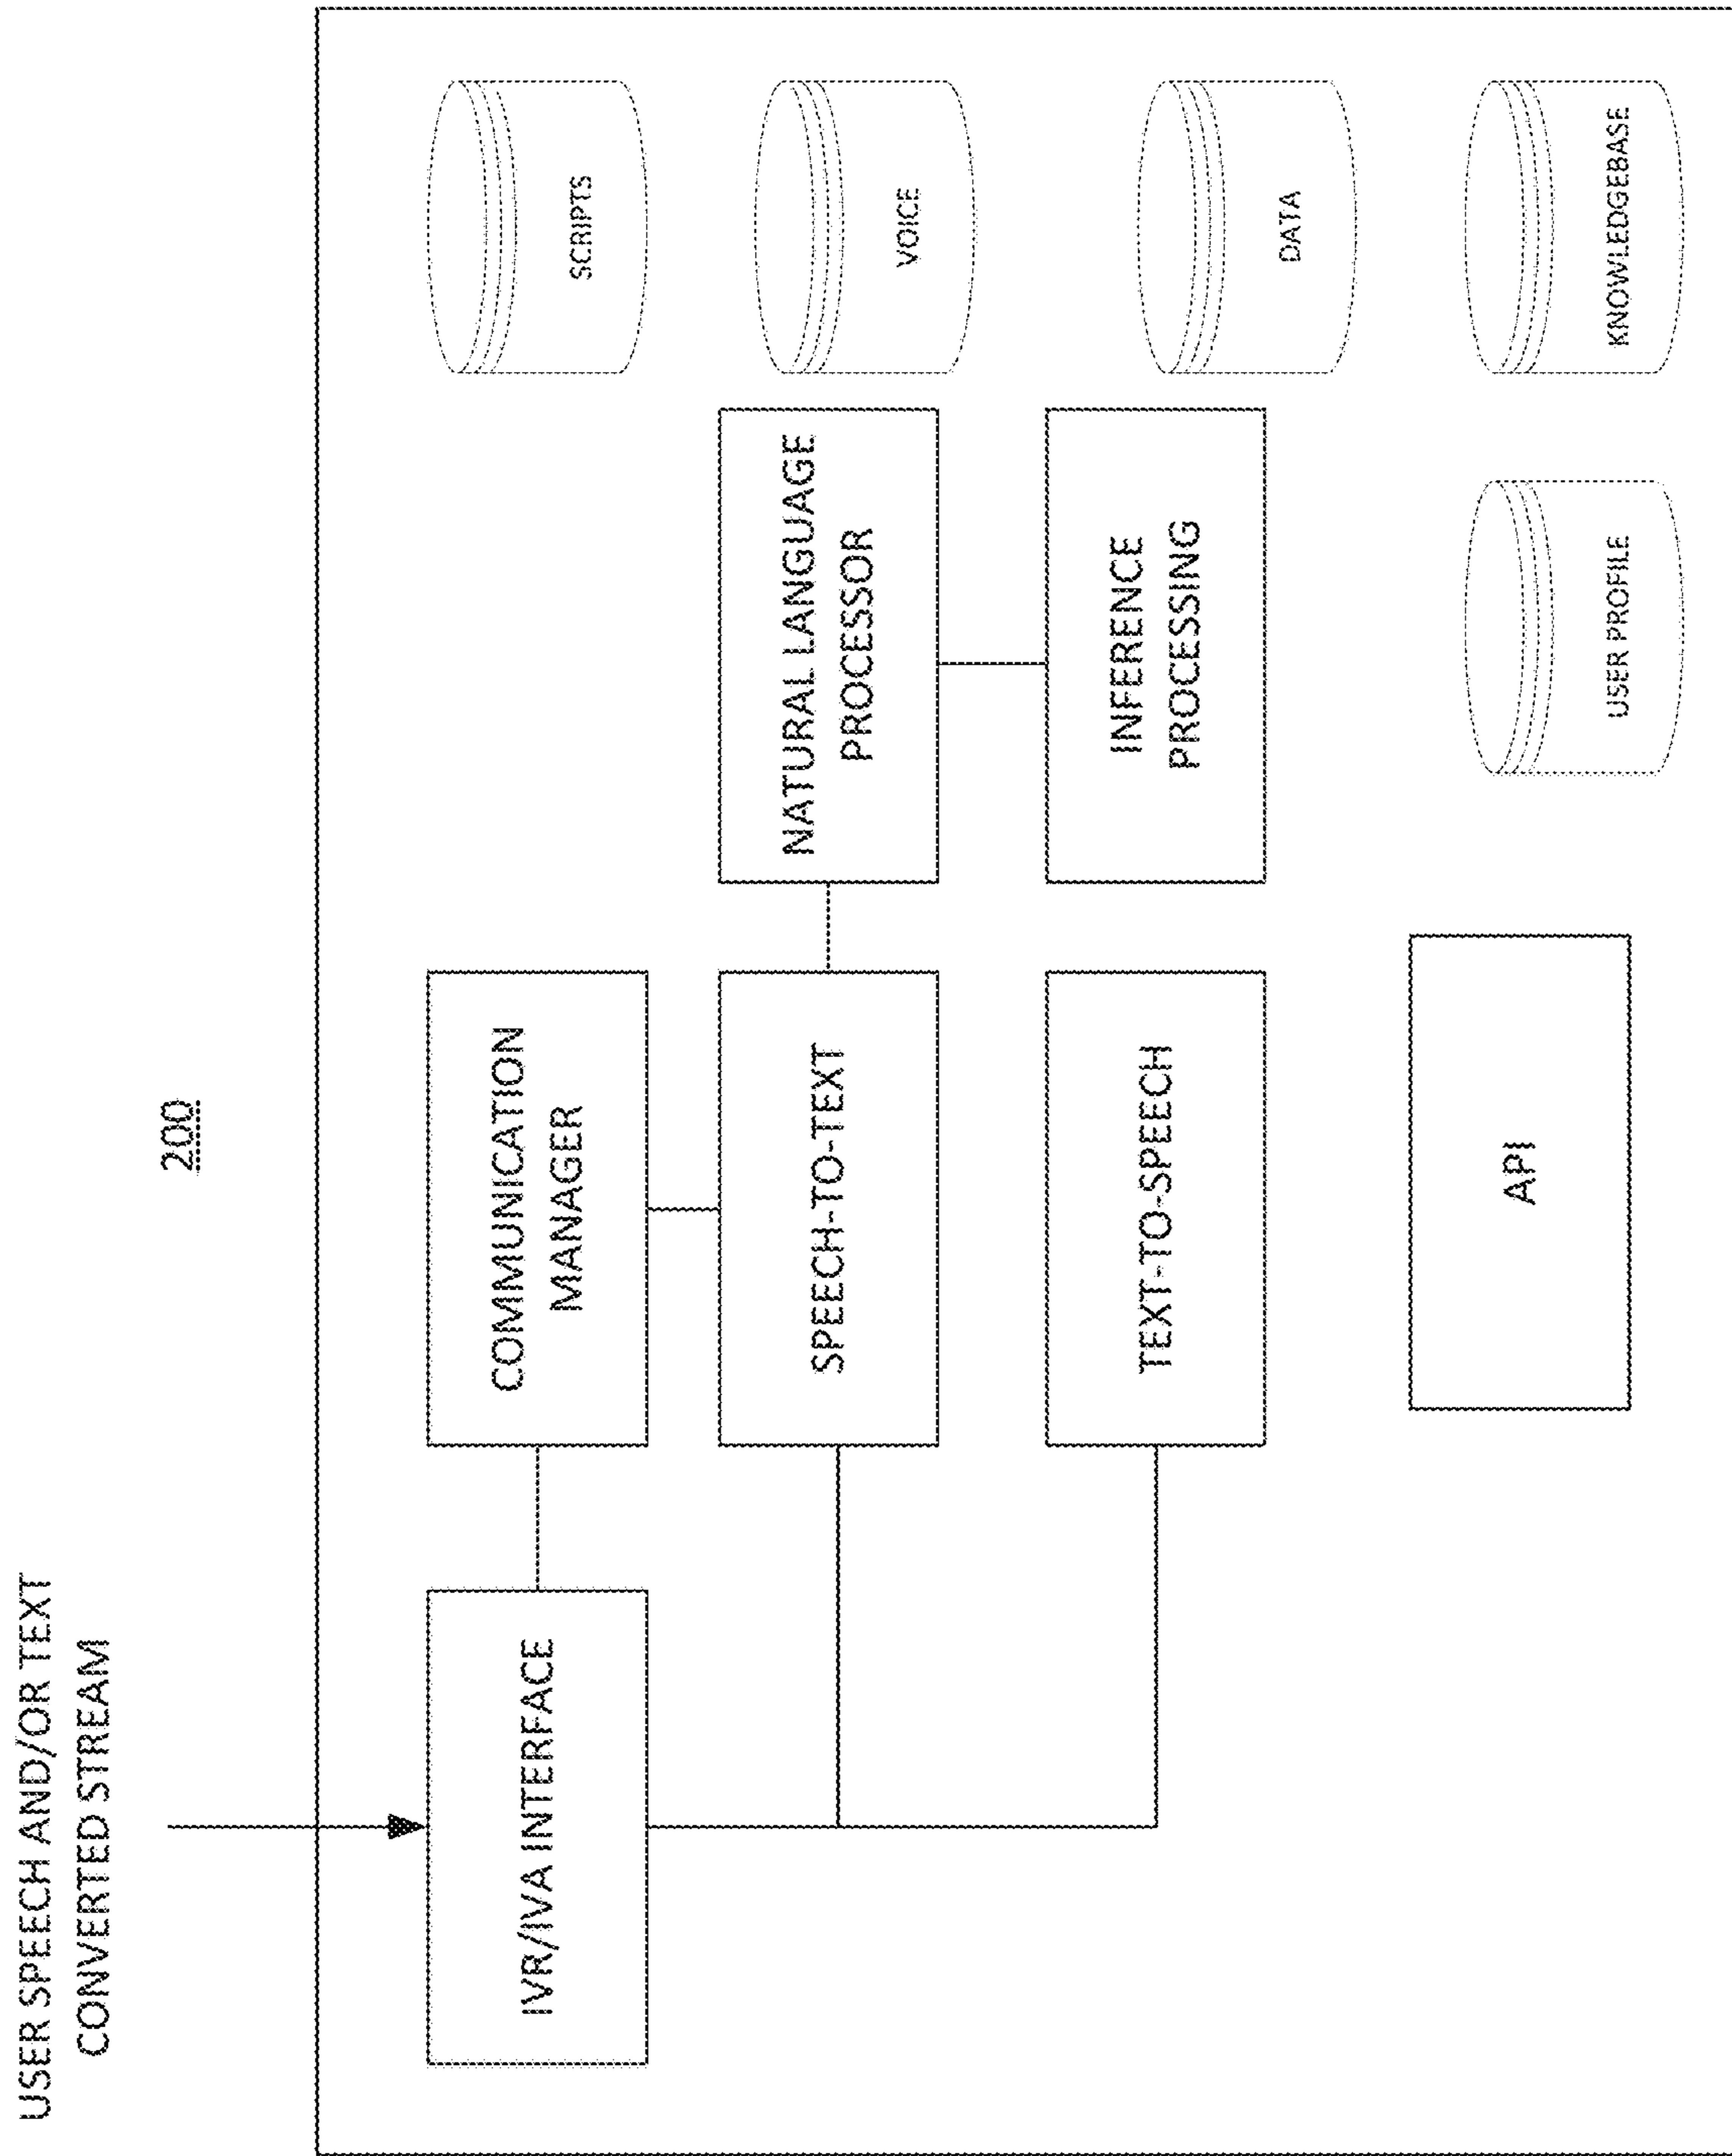 200
USER SPEECH AND/OR TEXT
CONVERTED STREAM
IVR/IVA INTERFACE
COMMUNICATION
MANAGER
SCRIPTS
SPEECH-TO-TEXT
NATURAL LANGUAGE
PROCESSOR
VOICE
TEXT-TO-SPEECH
INFERENCE
PROCESSING
DATA
API
USER PROFILE
KNOWLEDGEBASE